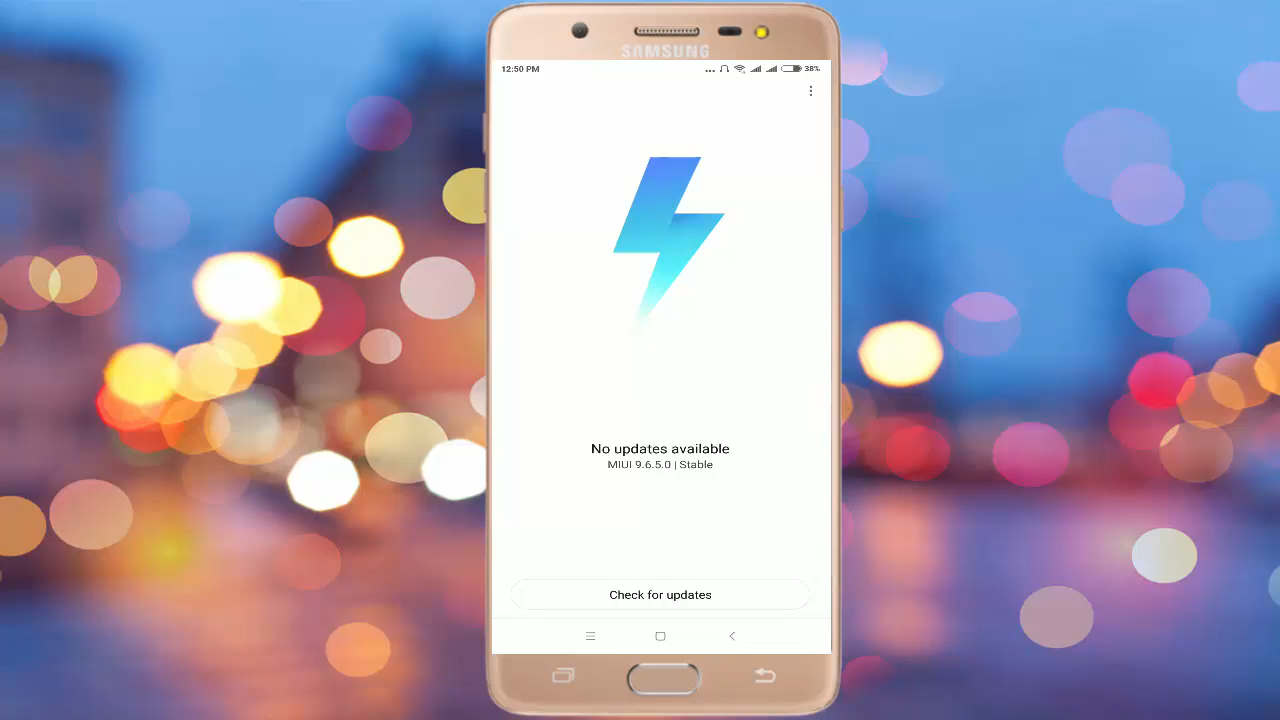 SAMSUNG
12:50 PM ... 38%
No updates available
MIUI 9.6.5.0 | Stable
Check for updates